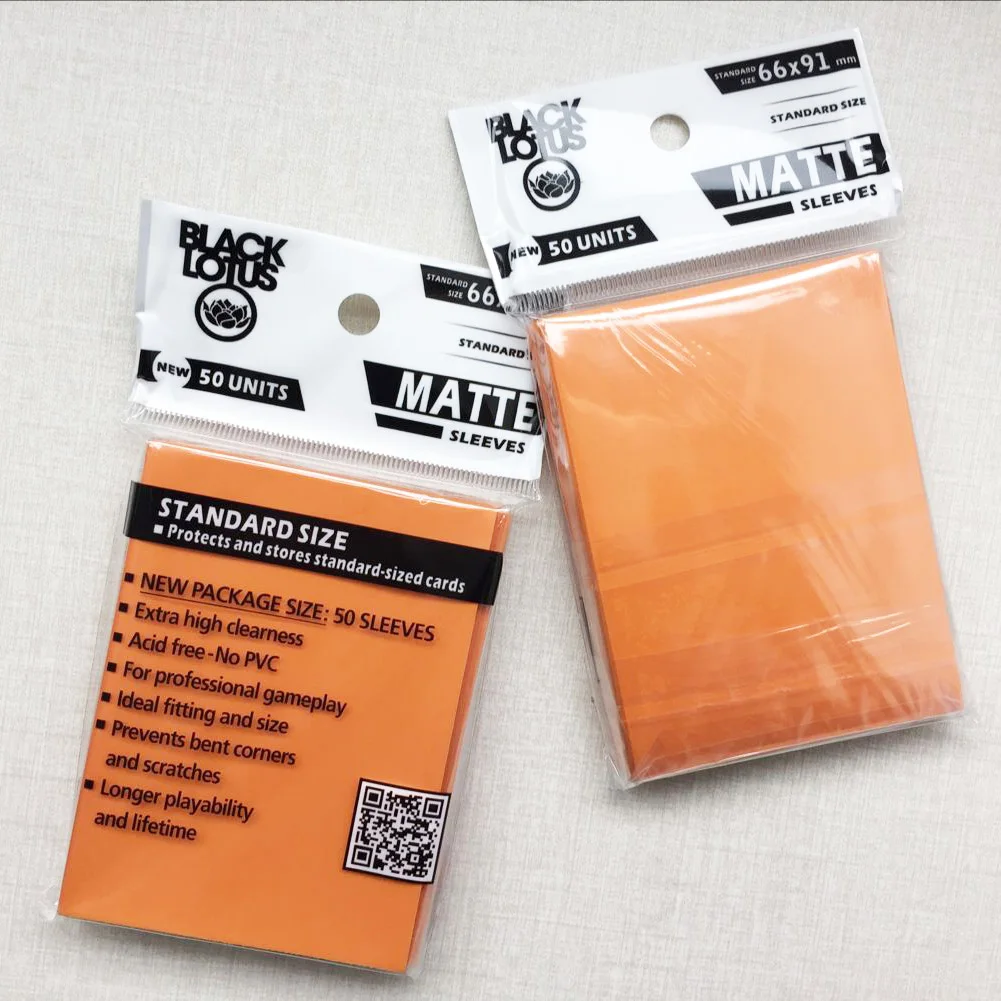 BLACK
LOTUS
NEW 50 UNITS
STANDARD
SIZE 66x91 mm
STANDARD SIZE
MATTE
SLEEVES
BLACK
LOTUS
NEW 50 UNITS
STANDARD
SIZE 66
STANDARD
MATTE
SLEEVES
STANDARD SIZE
▪ Protects and stores standard-sized cards
▪ NEW PACKAGE SIZE: 50 SLEEVES
▪ Extra high clearness
▪ Acid free-No PVC
▪ For professional gameplay
▪ Ideal fitting and size
▪ Prevents bent corners
and scratches
▪ Longer playability
and lifetime